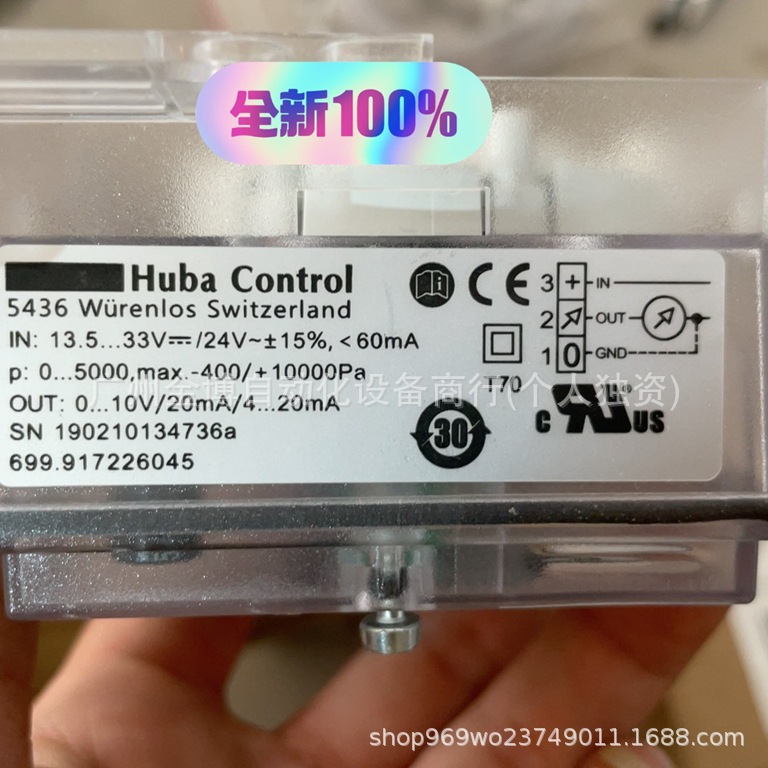 全新100%
Huba Control
5436 Würenlos Switzerland
IN: 13.5...33V⎓/24V~±15%, <60mA
p: 0...5000, max.-400/+10000Pa
OUT: 0...10V/20mA/4...20mA
SN 190210134736a
699.917226045
CE
3 + IN
2 OUT
1 0 GND
T70
30
c RU® US
广州金博自动化设备商行(个人独资)
shop969wo23749011.1688.com